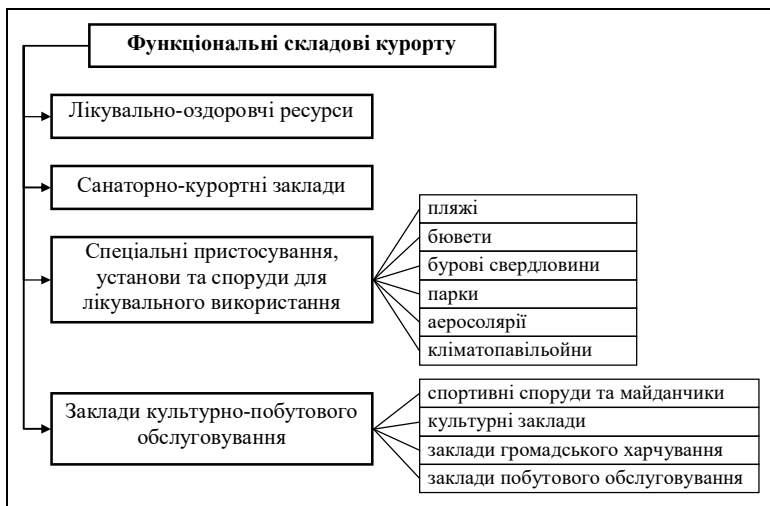 Функціональні складові курорту
Лікувально-оздоровчі ресурси
Санаторно-курортні заклади
Спеціальні пристосування,
установи та споруди для
лікувального використання
пляжі
бювети
бурові свердловини
парки
аеросолярії
кліматопавільойни
Заклади культурно-побутового
обслуговування
спортивні споруди та майданчики
культурні заклади
заклади громадського харчування
заклади побутового обслуговування